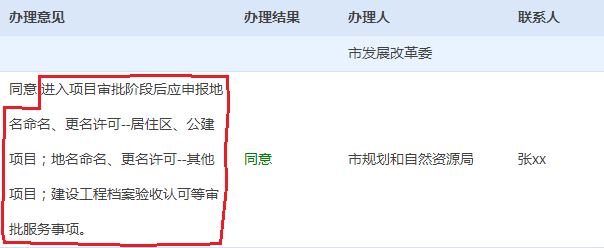 办理意见 办理结果 办理人 联系人
市发展改革委
同意 进入项目审批阶段后应申报地
名命名、更名许可--居住区、公建
项目；地名命名、更名许可--其他
项目；建设工程档案验收认可等审
批服务事项。
同意 市规划和自然资源局 张xx